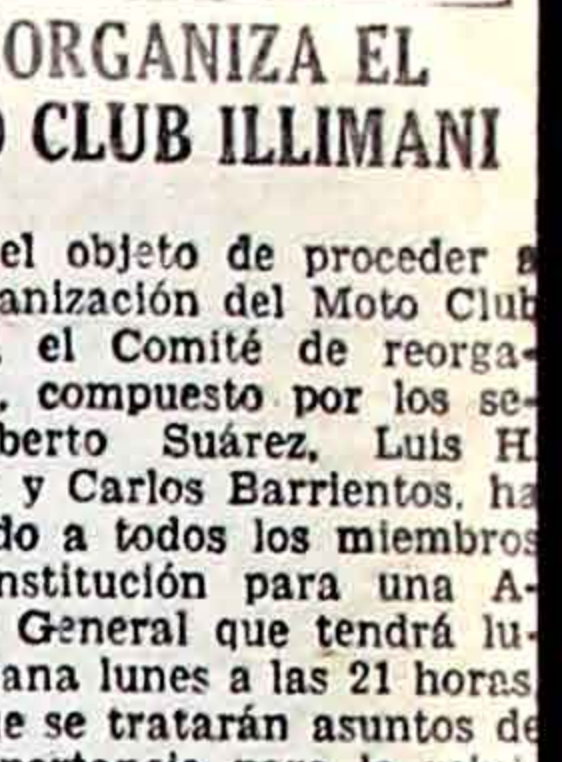 ORGANIZA EL
CLUB ILLIMANI
el objeto de proceder a
anización del Moto Club
el Comité de reorga-
. compuesto por los se-
berto Suárez, Luis H.
y Carlos Barrientos, ha
do a todos los miembros
nstitución para una A-
General que tendrá lu-
ana lunes a las 21 horas,
e se tratarán asuntos de